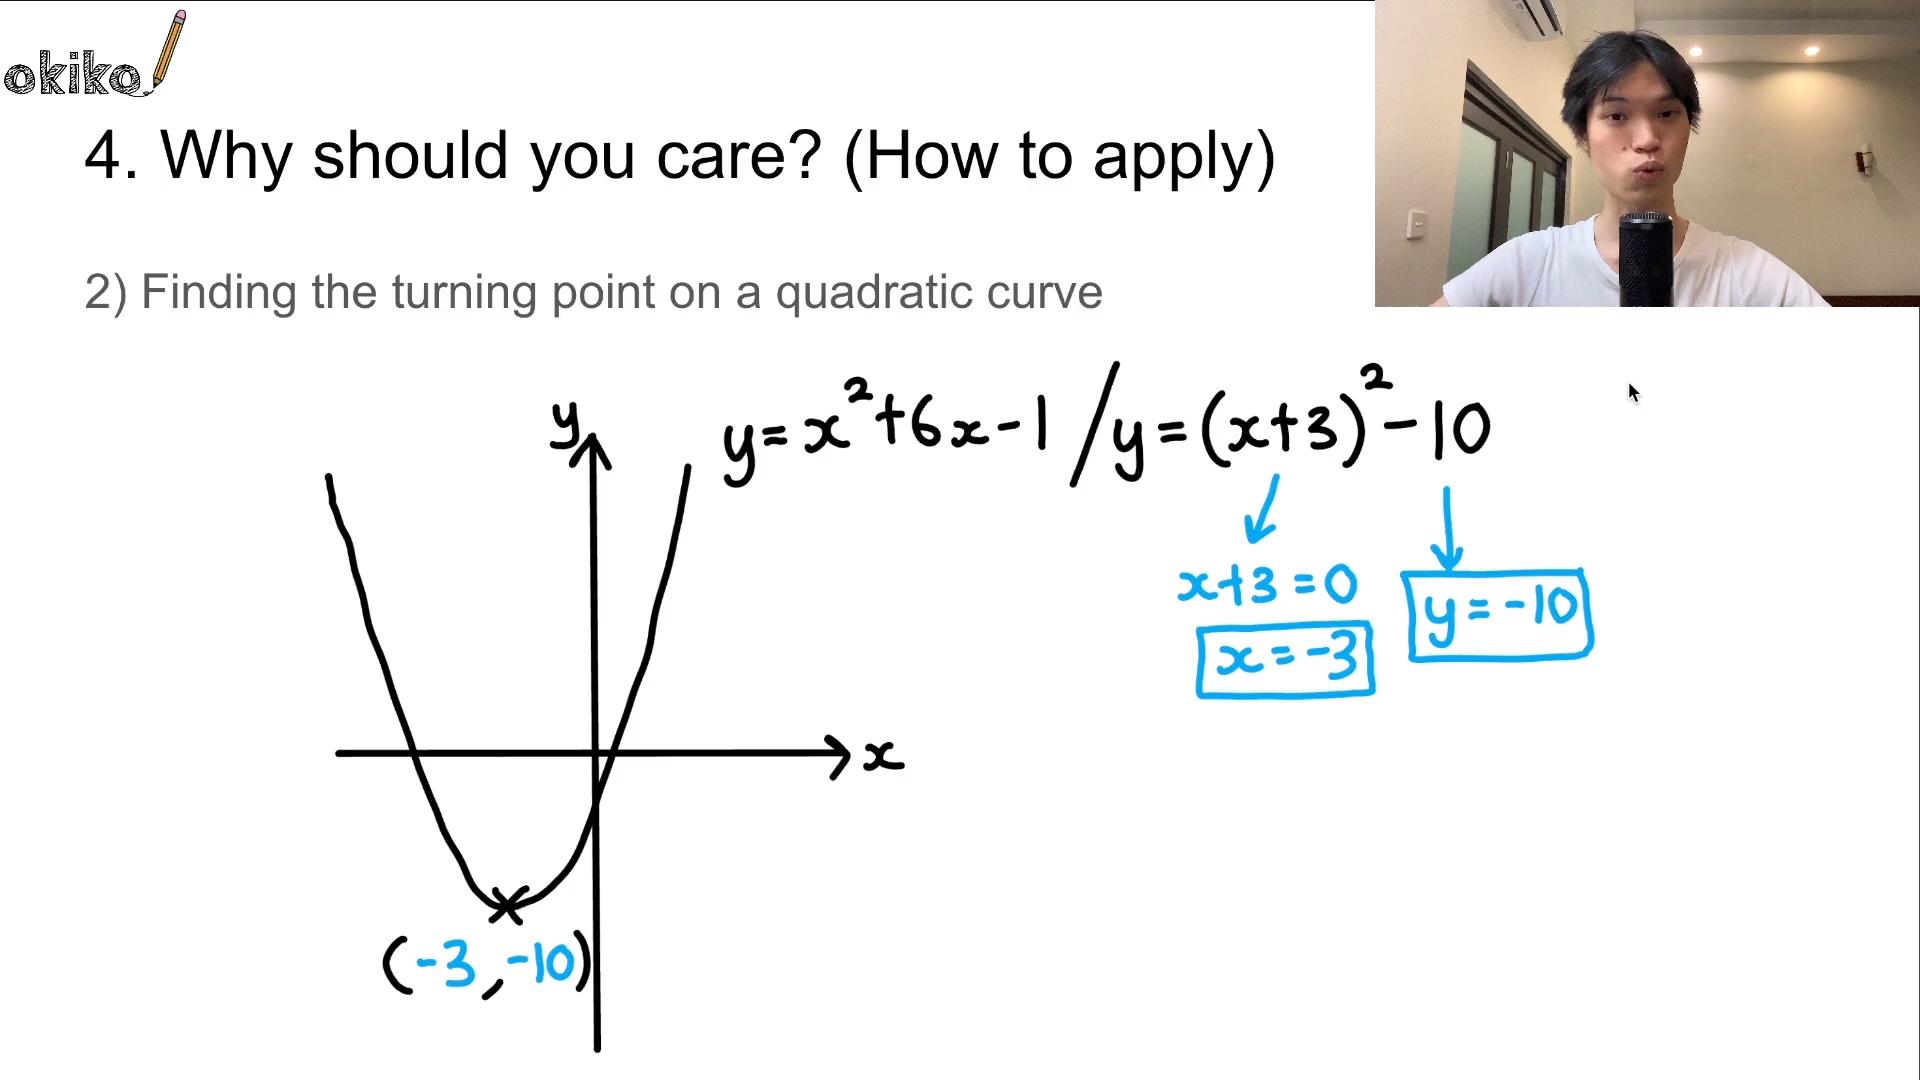 okiko
4. Why should you care? (How to apply)
2) Finding the turning point on a quadratic curve
y = x² + 6x - 1 / y = (x+3)² - 10
y
x + 3 = 0
y = -10
x = -3
x
(-3, -10)